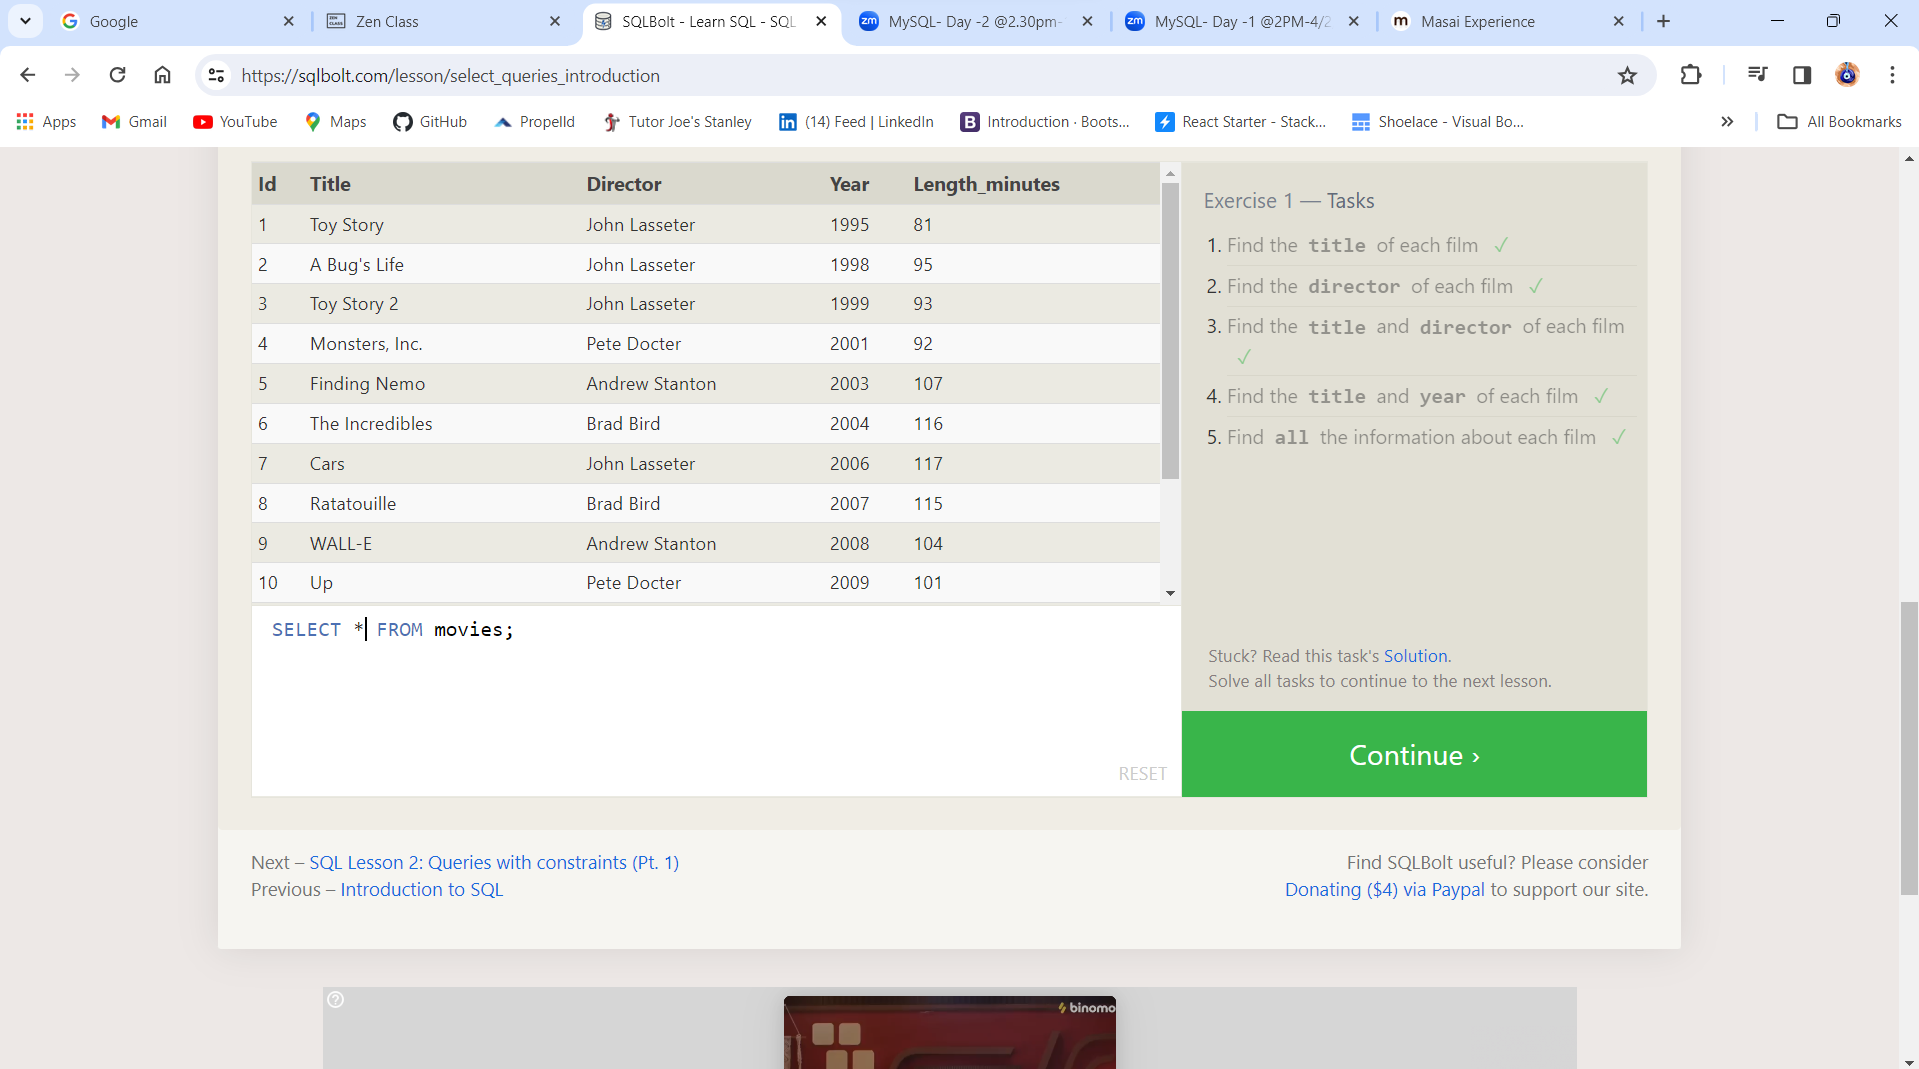 Google
Zen Class
SQLBolt - Learn SQL - SQL
zm MySQL- Day -2 @2.30pm-
zm MySQL- Day -1 @2PM-4/2
m Masai Experience
https://sqlbolt.com/lesson/select_queries_introduction
Apps
Gmail
YouTube
Maps
GitHub
Propelld
Tutor Joe's Stanley
(14) Feed | LinkedIn
Introduction · Boots...
React Starter - Stack...
Shoelace - Visual Bo...
All Bookmarks
Id Title Director Year Length_minutes
1 Toy Story John Lasseter 1995 81
2 A Bug's Life John Lasseter 1998 95
3 Toy Story 2 John Lasseter 1999 93
4 Monsters, Inc. Pete Docter 2001 92
5 Finding Nemo Andrew Stanton 2003 107
6 The Incredibles Brad Bird 2004 116
7 Cars John Lasseter 2006 117
8 Ratatouille Brad Bird 2007 115
9 WALL-E Andrew Stanton 2008 104
10 Up Pete Docter 2009 101
SELECT * FROM movies;
RESET
Exercise 1 — Tasks
1. Find the title of each film ✓
2. Find the director of each film ✓
3. Find the title and director of each film
✓
4. Find the title and year of each film ✓
5. Find all the information about each film ✓
Stuck? Read this task's Solution.
Solve all tasks to continue to the next lesson.
Continue ›
Next – SQL Lesson 2: Queries with constraints (Pt. 1)
Previous – Introduction to SQL
Find SQLBolt useful? Please consider
Donating ($4) via Paypal to support our site.
binomo